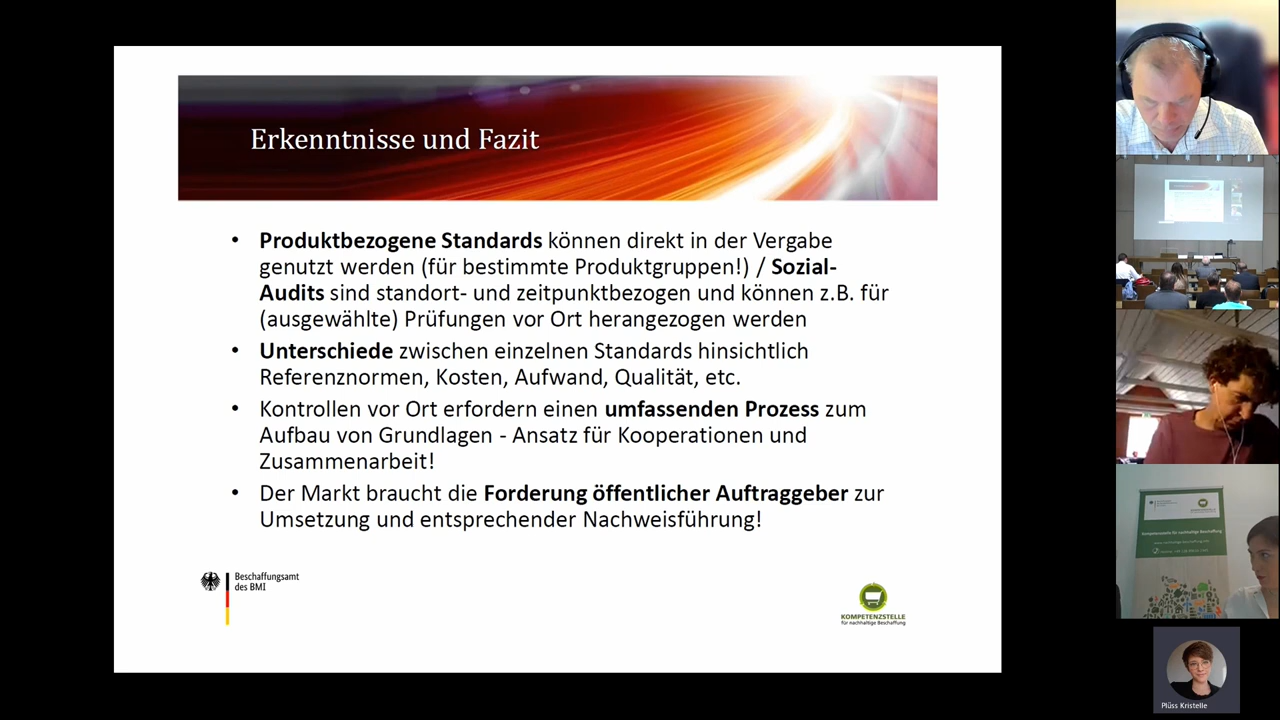 Erkenntnisse und Fazit
• Produktbezogene Standards können direkt in der Vergabe
genutzt werden (für bestimmte Produktgruppen!) / Sozial-
Audits sind standort- und zeitpunktbezogen und können z.B. für
(ausgewählte) Prüfungen vor Ort herangezogen werden
• Unterschiede zwischen einzelnen Standards hinsichtlich
Referenznormen, Kosten, Aufwand, Qualität, etc.
• Kontrollen vor Ort erfordern einen umfassenden Prozess zum
Aufbau von Grundlagen - Ansatz für Kooperationen und
Zusammenarbeit!
• Der Markt braucht die Forderung öffentlicher Auftraggeber zur
Umsetzung und entsprechender Nachweisführung!
Beschaffungsamt
des BMI
KOMPETENZSTELLE
für nachhaltige Beschaffung
Kompetenzstelle für nachhaltige Beschaffung
Plüss Kristelle